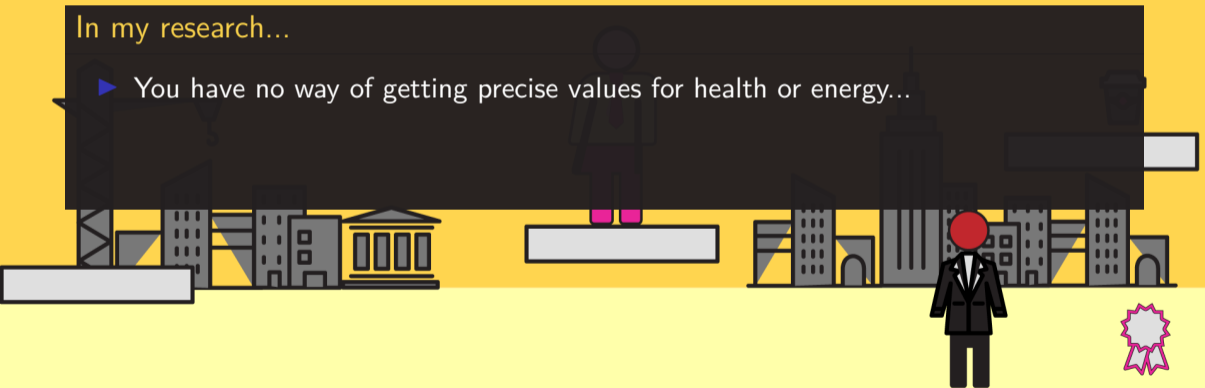 In my research...
You have no way of getting precise values for health or energy...